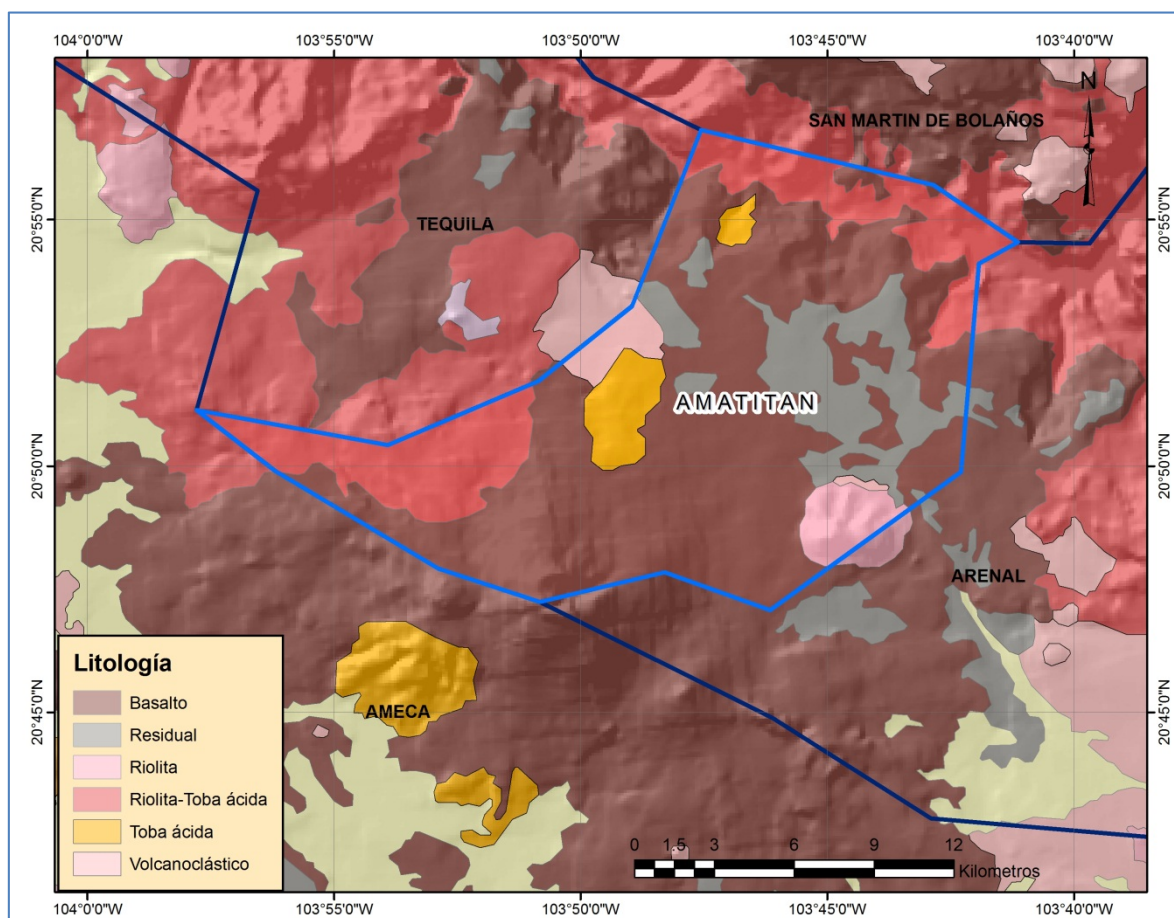 104°0'0"W 103°55'0"W 103°50'0"W 103°45'0"W 103°40'0"W
N
SAN MARTIN DE BOLAÑOS
20°55'0"N 20°55'0"N
TEQUILA
AMATITAN
20°50'0"N 20°50'0"N
ARENAL
Litología
Basalto
Residual
Riolita
Riolita-Toba ácida
Toba ácida
Volcanoclástico
20°45'0"N 20°45'0"N
AMECA
0 1.5 3 6 9 12
Kilometros
104°0'0"W 103°55'0"W 103°50'0"W 103°45'0"W 103°40'0"W